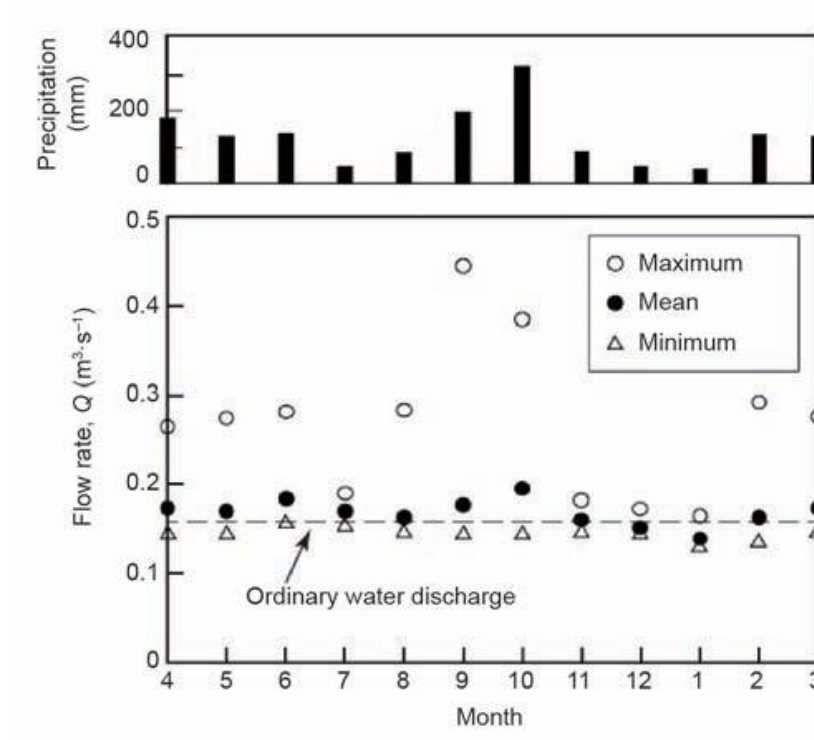 400
Precipitation
(mm)
200
0
0.5
Maximum
Mean
Minimum
0.4
0.3
Flow rate, Q (m³·s⁻¹)
0.2
0.1
Ordinary water discharge
0
4 5 6 7 8 9 10 11 12 1 2
Month